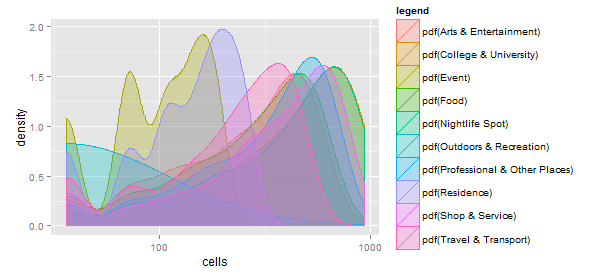 legend
pdf(Arts & Entertainment)
pdf(College & University)
pdf(Event)
pdf(Food)
pdf(Nightlife Spot)
pdf(Outdoors & Recreation)
pdf(Professional & Other Places)
pdf(Residence)
pdf(Shop & Service)
pdf(Travel & Transport)
density
2.0
1.5
1.0
0.5
0.0
100
1000
cells